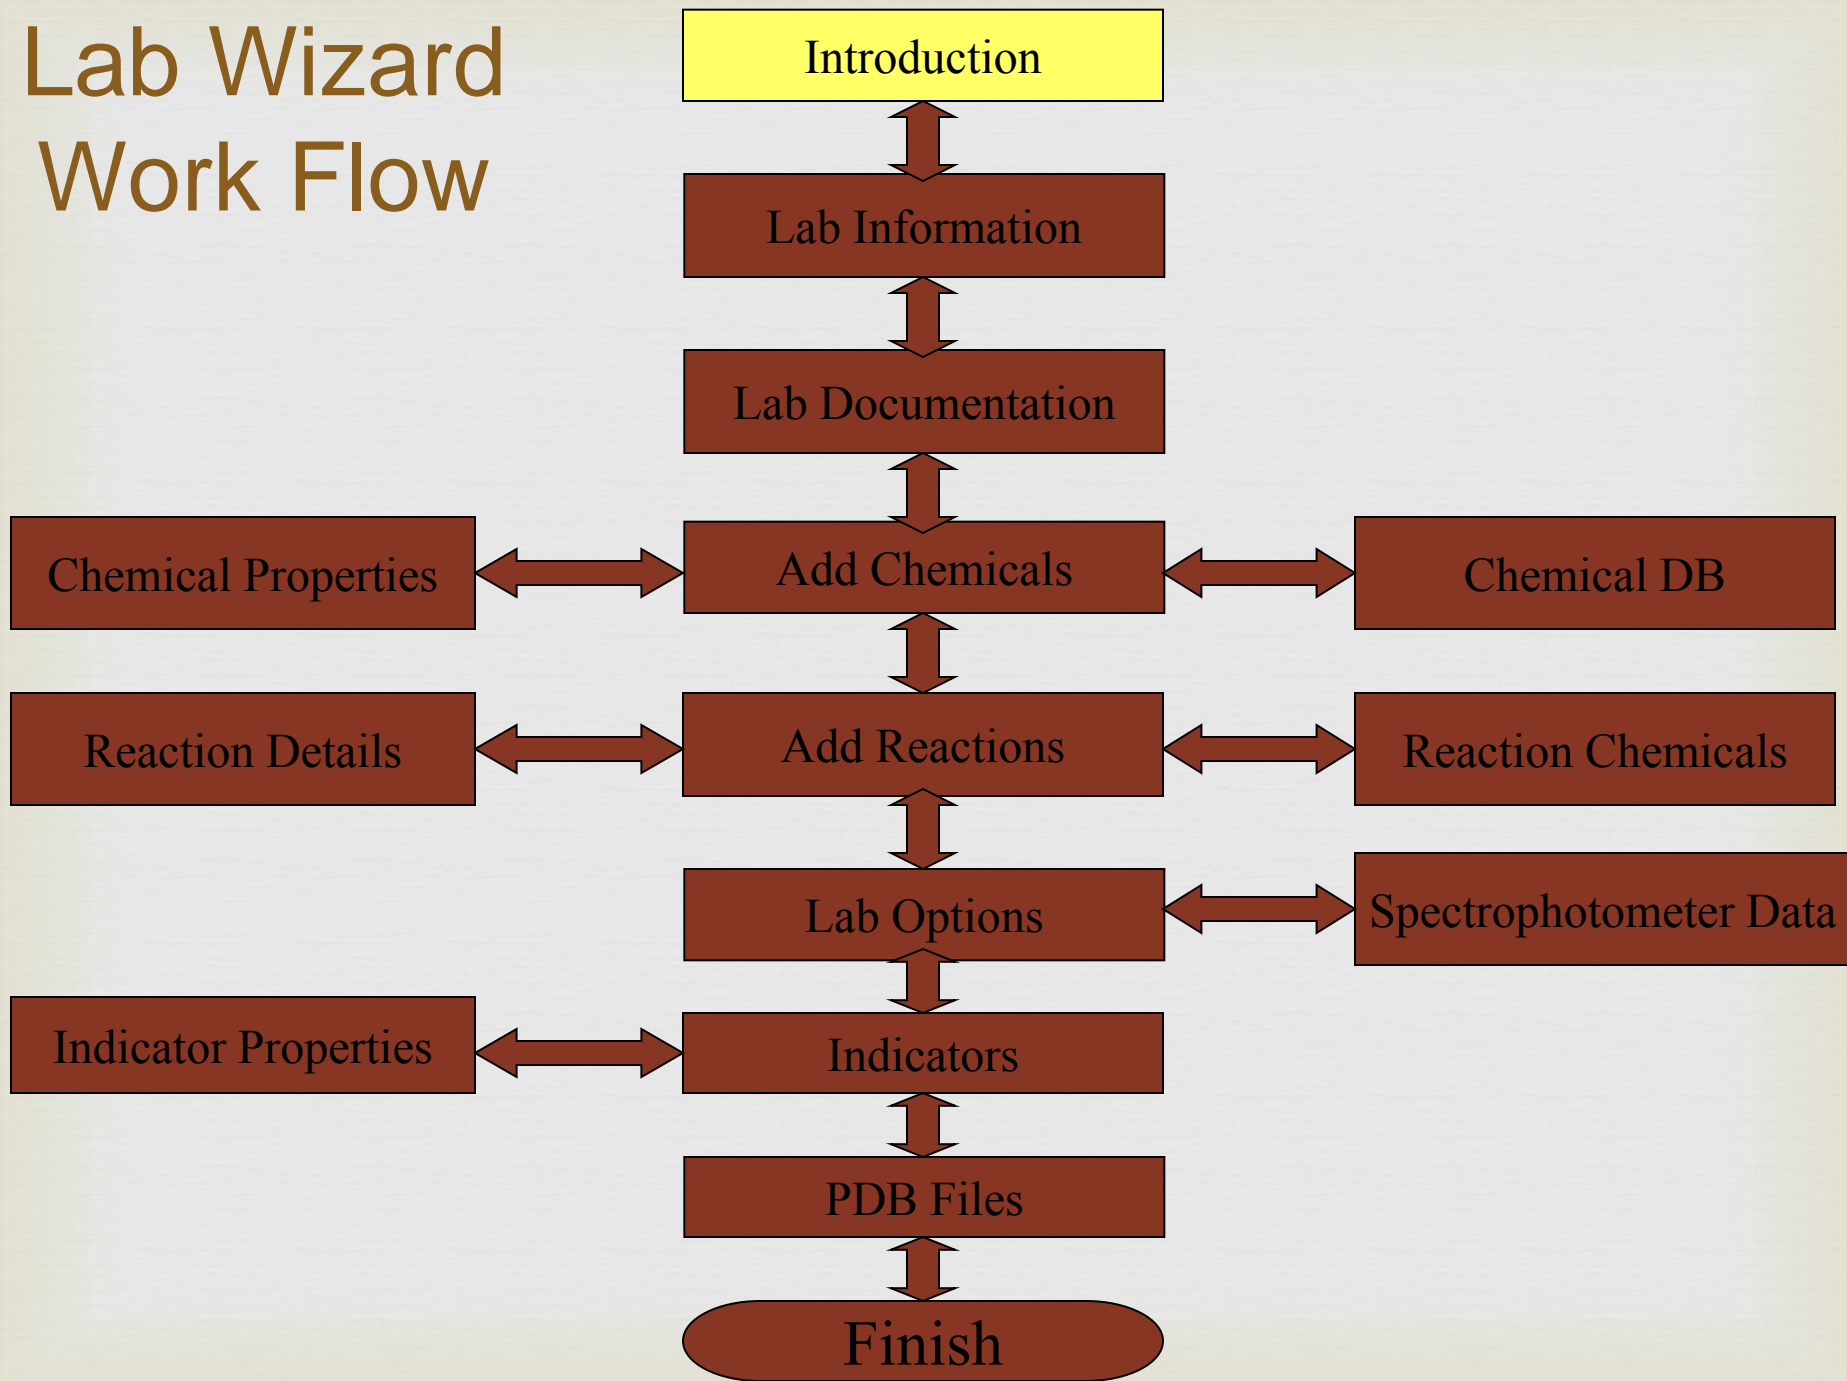 Lab Wizard
Work Flow
Introduction
Lab Information
Lab Documentation
Chemical Properties
Add Chemicals
Chemical DB
Reaction Details
Add Reactions
Reaction Chemicals
Lab Options
Spectrophotometer Data
Indicator Properties
Indicators
PDB Files
Finish